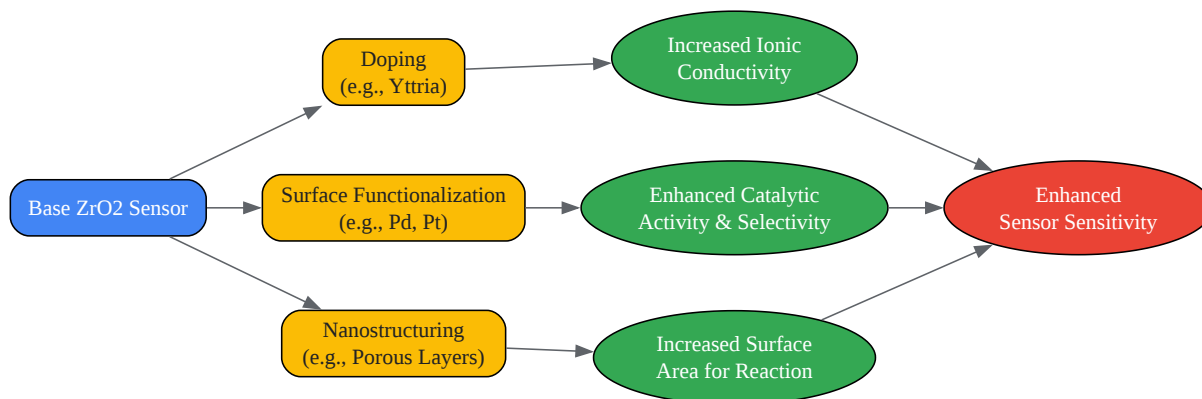 Doping
(e.g., Yttria)
Increased Ionic
Conductivity
Base ZrO2 Sensor
Surface Functionalization
(e.g., Pd, Pt)
Enhanced Catalytic
Activity & Selectivity
Enhanced
Sensor Sensitivity
Nanostructuring
(e.g., Porous Layers)
Increased Surface
Area for Reaction